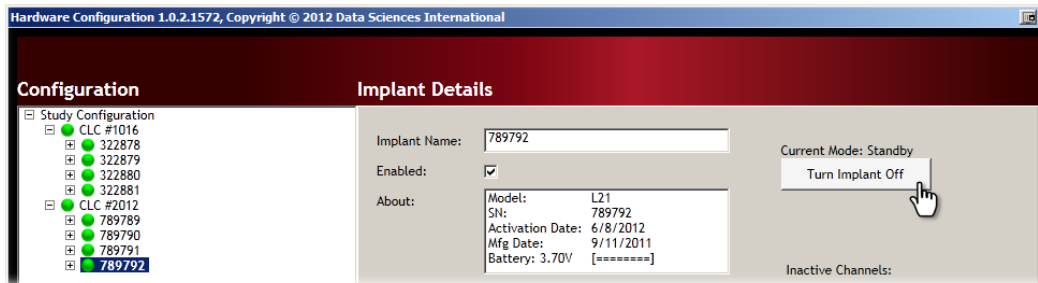 Hardware Configuration 1.0.2.1572, Copyright © 2012 Data Sciences International
Configuration
Study Configuration
CLC #1016
322878
322879
322880
322881
CLC #2012
789789
789790
789791
789792
Implant Details
Implant Name: 789792
Enabled:
About:
Model: L21
SN: 789792
Activation Date: 6/8/2012
Mfg Date: 9/11/2011
Battery: 3.70V [========]
Current Mode: Standby
Turn Implant Off
Inactive Channels: